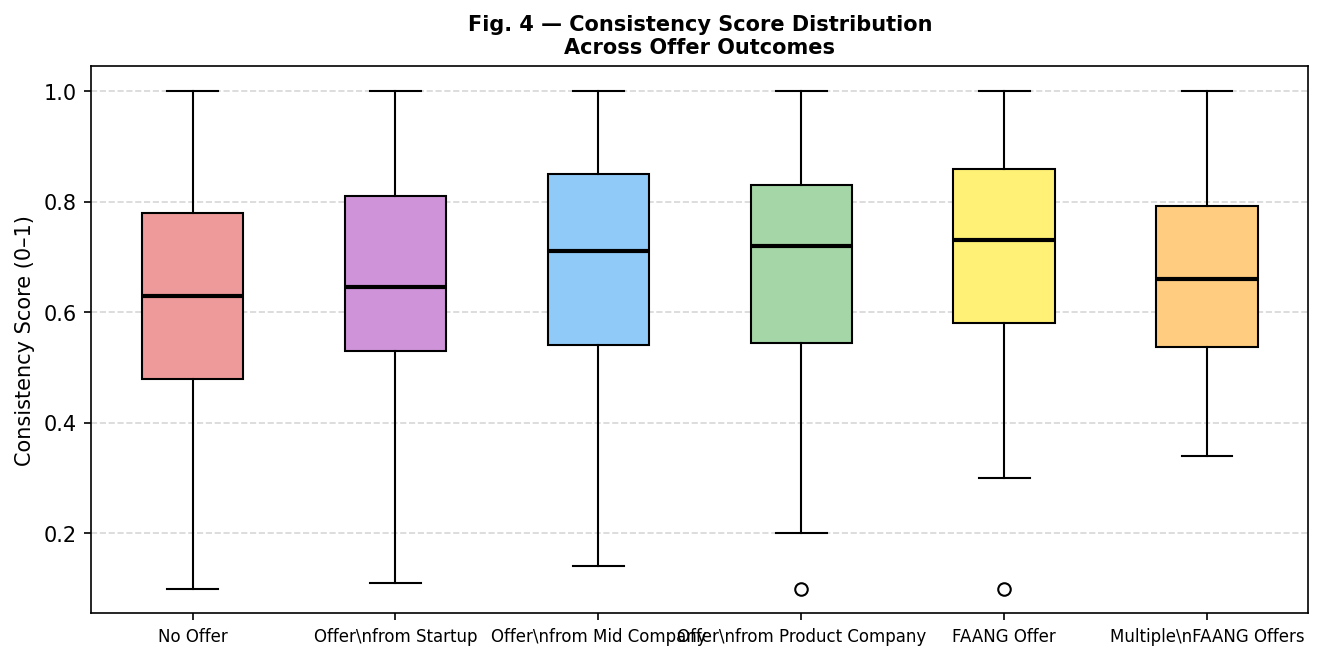 Fig. 4 — Consistency Score Distribution
Across Offer Outcomes
Consistency Score (0–1)
1.0
0.8
0.6
0.4
0.2
No Offer
Offer\nfrom Startup
Offer\nfrom Mid Company
Offer\nfrom Product Company
FAANG Offer
Multiple\nFAANG Offers